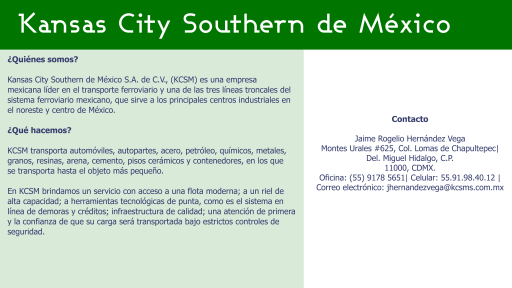 Kansas City Southern de México
¿Quiénes somos?
Kansas City Southern de México S.A. de C.V., (KCSM) es una empresa
mexicana líder en el transporte ferroviario y una de las tres líneas troncales del
sistema ferroviario mexicano, que sirve a los principales centros industriales en
el noreste y centro de México.
¿Qué hacemos?
KCSM transporta automóviles, autopartes, acero, petróleo, químicos, metales,
granos, resinas, arena, cemento, pisos cerámicos y contenedores, en los que
se transporta hasta el objeto más pequeño.
En KCSM brindamos un servicio con acceso a una flota moderna; a un riel de
alta capacidad; a herramientas tecnológicas de punta, como es el sistema en
línea de demoras y créditos; infraestructura de calidad; una atención de primera
y la confianza de que su carga será transportada bajo estrictos controles de
seguridad.
Contacto
Jaime Rogelio Hernández Vega
Montes Urales #625, Col. Lomas de Chapultepec|
Del. Miguel Hidalgo, C.P.
11000, CDMX.
Oficina: (55) 9178 5651| Celular: 55.91.98.40.12 |
Correo electrónico: jhernandezvega@kcsms.com.mx